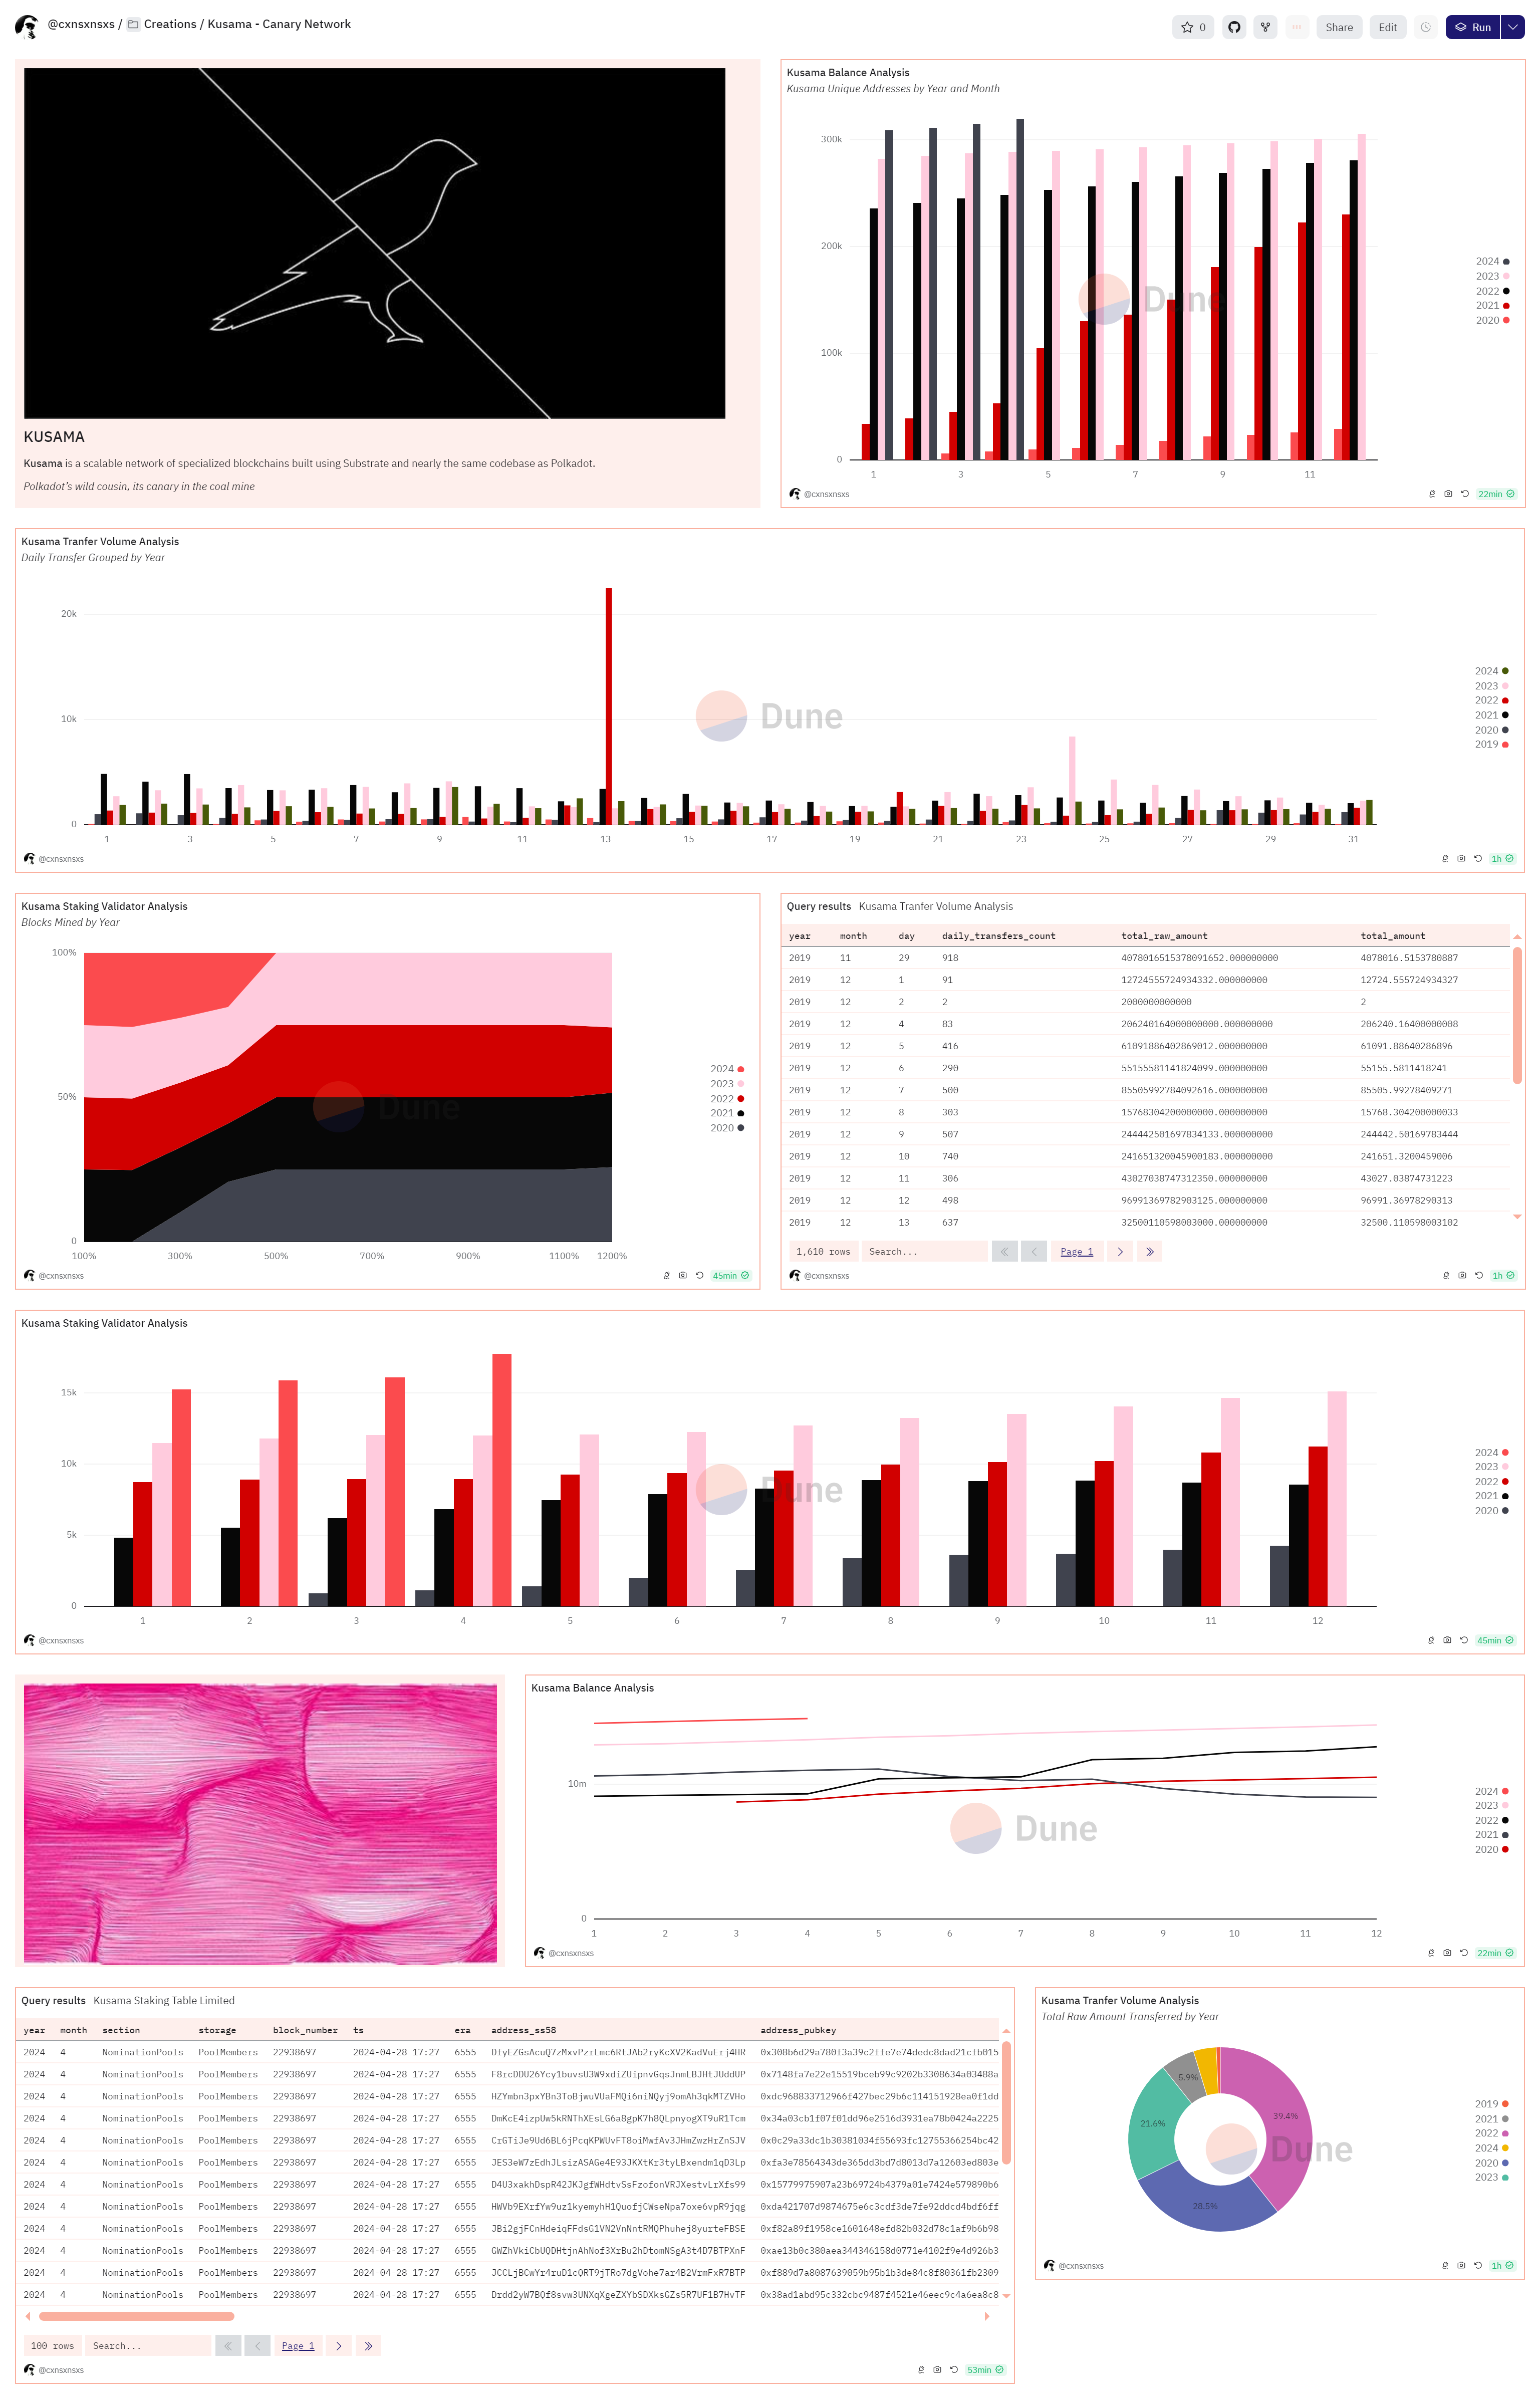 @cxnsxnsxs / Creations / Kusama - Canary Network
0 Share Edit Run
KUSAMA
Kusama is a scalable network of specialized blockchains built using Substrate and nearly the same codebase as Polkadot.
Polkadot's wild cousin, its canary in the coal mine
Kusama Balance Analysis
Kusama Unique Addresses by Year and Month
300k
200k
100k
0
1 3 5 7 9 11
2024
2023
2022
2021
2020
Dune
@cxnsxnsxs 22min
Kusama Tranfer Volume Analysis
Daily Transfer Grouped by Year
20k
10k
0
1 3 5 7 9 11 13 15 17 19 21 23 25 27 29 31
2024
2023
2022
2021
2020
2019
Dune
@cxnsxnsxs 1h
Kusama Staking Validator Analysis
Blocks Mined by Year
100%
50%
0
100% 300% 500% 700% 900% 1100% 1200%
2024
2023
2022
2021
2020
Dune
@cxnsxnsxs 45min
Query results Kusama Tranfer Volume Analysis
year month day daily_transfers_count total_raw_amount total_amount
2019 11 29 918 4078016515378091652.000000000 4078016.5153780887
2019 12 1 91 12724555724934332.000000000 12724.555724934327
2019 12 2 2 2000000000000 2
2019 12 4 83 206240164000000000.000000000 206240.16400000008
2019 12 5 416 61091886402869012.000000000 61091.88640286896
2019 12 6 290 55155581141824099.000000000 55155.5811418241
2019 12 7 500 85505992784092616.000000000 85505.99278409271
2019 12 8 303 15768304200000000.000000000 15768.304200000033
2019 12 9 507 244442501697834133.000000000 244442.50169783444
2019 12 10 740 241651320045900183.000000000 241651.3200459006
2019 12 11 306 43027038747312350.000000000 43027.03874731223
2019 12 12 498 96991369782903125.000000000 96991.36978290313
2019 12 13 637 32500110598003000.000000000 32500.110598003102
1,610 rows Search... Page 1
@cxnsxnsxs 1h
Kusama Staking Validator Analysis
15k
10k
5k
0
1 2 3 4 5 6 7 8 9 10 11 12
2024
2023
2022
2021
2020
Dune
@cxnsxnsxs 45min
Kusama Balance Analysis
10m
0
1 2 3 4 5 6 7 8 9 10 11 12
2024
2023
2022
2021
2020
Dune
@cxnsxnsxs 22min
Query results Kusama Staking Table Limited
year month section storage block_number ts era address_ss58 address_pubkey
2024 4 NominationPools PoolMembers 22938697 2024-04-28 17:27 6555 DfyEZGsAcuQ7zMxvPzrLmc6RtJAb2ryKcXV2KadVuErj4HR 0x308b6d29a780f3a39c2ffe7e74dedc8dad21cfb015
2024 4 NominationPools PoolMembers 22938697 2024-04-28 17:27 6555 F8rcDDU26Ycy1buvsU3W9xdiZUipnvGqsJnmLBJHtJUddUP 0x7148fa7e22e15519bceb99c9202b3308634a03488a
2024 4 NominationPools PoolMembers 22938697 2024-04-28 17:27 6555 HZYmbn3pxYBn3ToBjwuVUaFMQi6niNQyj9omAh3qkMTZVHo 0xdc968833712966f427bec29b6c114151928ea0f1dd
2024 4 NominationPools PoolMembers 22938697 2024-04-28 17:27 6555 DmKcE4izpUw5kRNThXEsLG6a8gpK7h8QLpnyogXT9uR1Tcm 0x34a03cb1f07f01dd96e2516d3931ea78b0424a2225
2024 4 NominationPools PoolMembers 22938697 2024-04-28 17:27 6555 CrGTiJe9Ud6BL6jPcqKPWUvFT8oiMwfAv3JHmZwzHrZnSJV 0x0c29a33dc1b30381034f55693fc12755366254bc42
2024 4 NominationPools PoolMembers 22938697 2024-04-28 17:27 6555 JES3eW7zEdhJLsizASAGe4E93JKXtKr3tyLBxendm1qD3Lp 0xfa3e78564343de365dd3bd7d8013d7a12603ed803e
2024 4 NominationPools PoolMembers 22938697 2024-04-28 17:27 6555 D4U3xakhDspR42JKJgfWHdtvSsFzofonVRJXestvLrXfs99 0x15779975907a23b69724b4379a01e7424e579890b6
2024 4 NominationPools PoolMembers 22938697 2024-04-28 17:27 6555 HWVb9EXrfYw9uz1kyemyhH1QuofjCWseNpa7oxe6vpR9jqg 0xda421707d9874675e6c3cdf3de7fe92ddcd4bdf6ff
2024 4 NominationPools PoolMembers 22938697 2024-04-28 17:27 6555 JBi2gjFCnHdeiqFFdsG1VN2VnNntRMQPhuhej8yurteFBSE 0xf82a89f1958ce1601648efd82b032d78c1af9b6b98
2024 4 NominationPools PoolMembers 22938697 2024-04-28 17:27 6555 GWZhVkiCbUQDHtjnAhNof3XrBu2hDtomNSgA3t4D7BTPXnF 0xae13b0c380aea344346158d0771e4102f9e4d926b3
2024 4 NominationPools PoolMembers 22938697 2024-04-28 17:27 6555 JCCLjBCwYr4ruD1cQRT9jTRo7dgVohe7ar4B2VrmFxR7BTP 0xf889d7a8087639059b95b1b3de84c8f80361fb2309
2024 4 NominationPools PoolMembers 22938697 2024-04-28 17:27 6555 Drdd2yW7BQf8svw3UNXqXgeZXYbSDXksGZs5R7UF1B7HvTF 0x38ad1abd95c332cbc9487f4521e46eec9c4a6ea8c8
100 rows Search... Page 1
@cxnsxnsxs 53min
Kusama Tranfer Volume Analysis
Total Raw Amount Transferred by Year
5.9%
39.4%
21.6%
28.5%
2019
2021
2022
2024
2020
2023
Dune
@cxnsxnsxs 1h